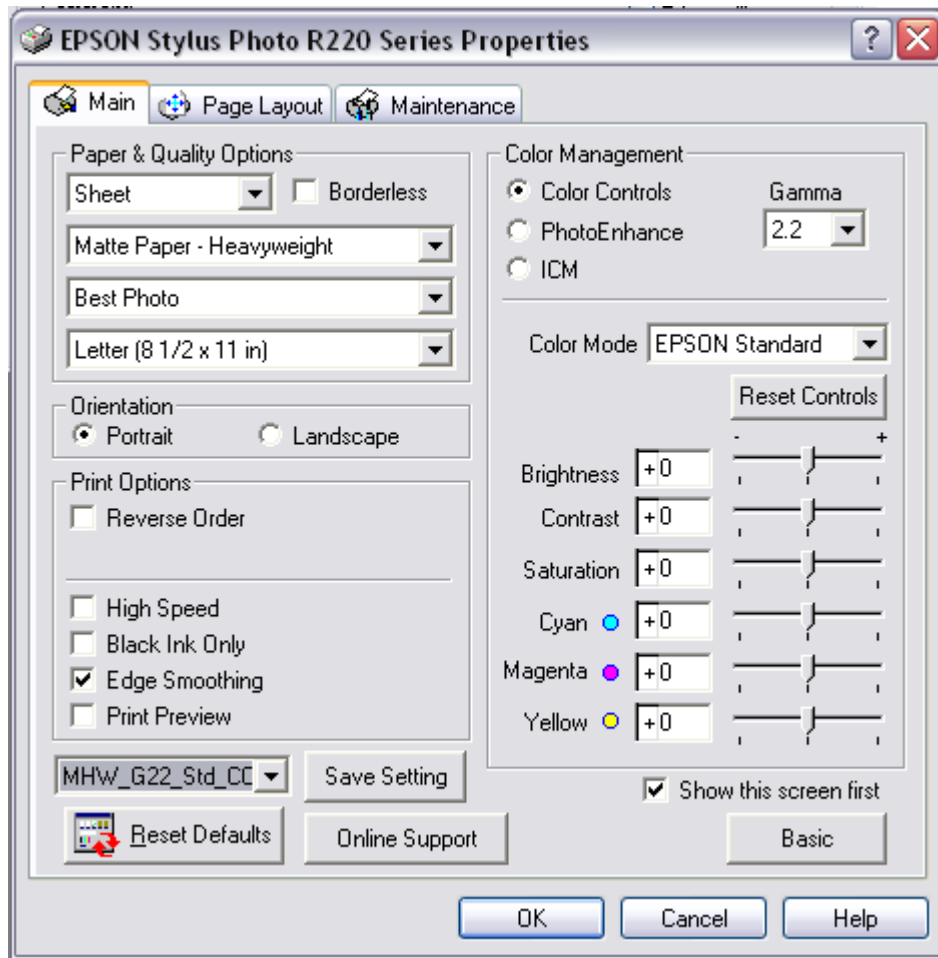 EPSON Stylus Photo R220 Series Properties
Main
Page Layout
Maintenance
Paper & Quality Options
Sheet
Borderless
Matte Paper - Heavyweight
Best Photo
Letter (8 1/2 x 11 in)
Orientation
Portrait
Landscape
Print Options
Reverse Order
High Speed
Black Ink Only
Edge Smoothing
Print Preview
MHW_G22_Std_CC
Save Setting
Reset Defaults
Online Support
Color Management
Color Controls
PhotoEnhance
ICM
Gamma
2.2
Color Mode EPSON Standard
Reset Controls
- +
Brightness +0
Contrast +0
Saturation +0
Cyan +0
Magenta +0
Yellow +0
Show this screen first
Basic
OK
Cancel
Help